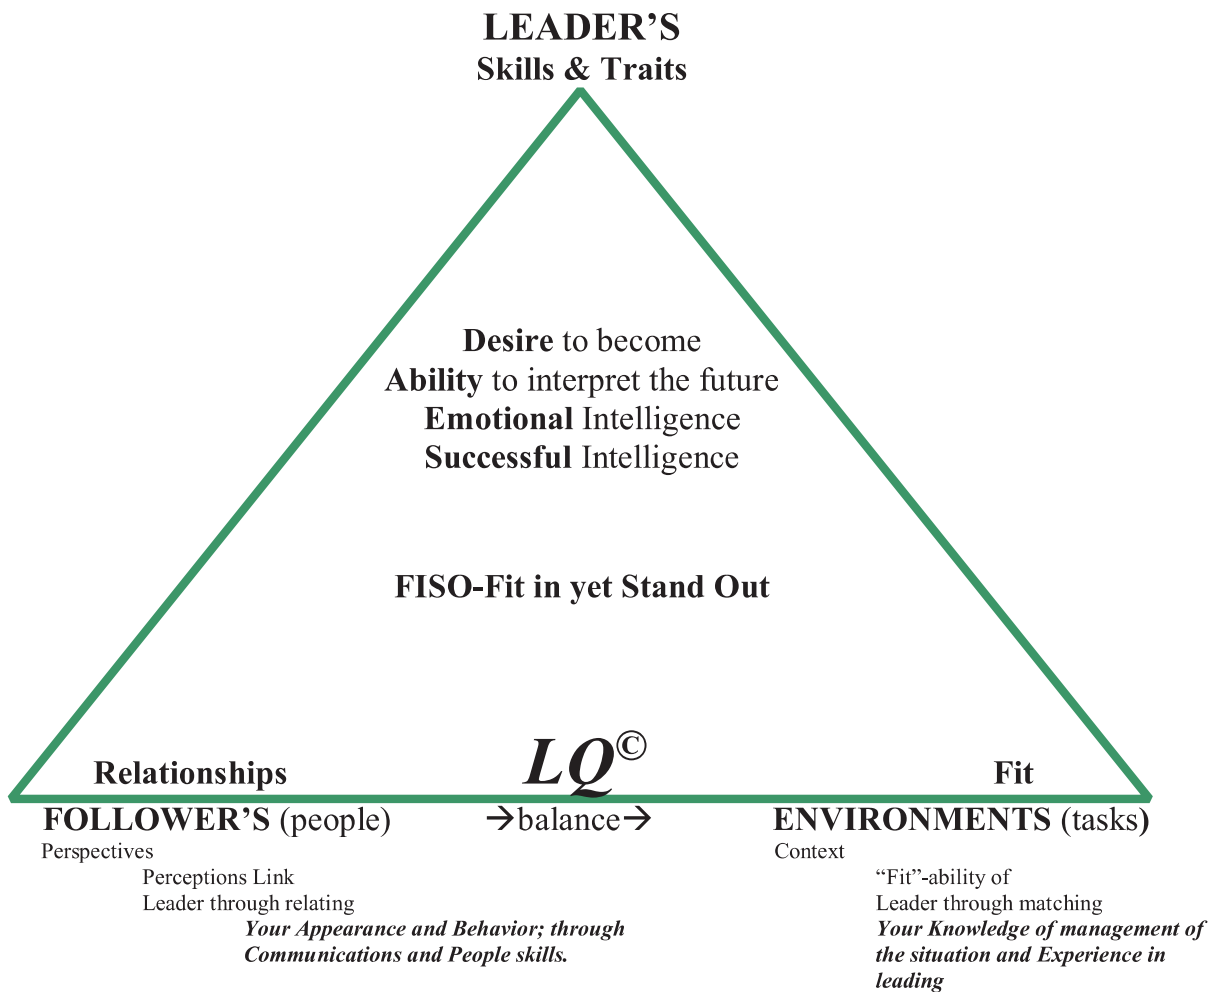 LEADER’S
Skills & Traits
Desire to become
Ability to interpret the future
Emotional Intelligence
Successful Intelligence
FISO-Fit in yet Stand Out
LQ©
Relationships
Fit
FOLLOWER’S (people)
→balance→
ENVIRONMENTS (tasks)
Perspectives
Perceptions Link
Leader through relating
Your Appearance and Behavior; through
Communications and People skills.
Context
“Fit”-ability of
Leader through matching
Your Knowledge of management of
the situation and Experience in
leading